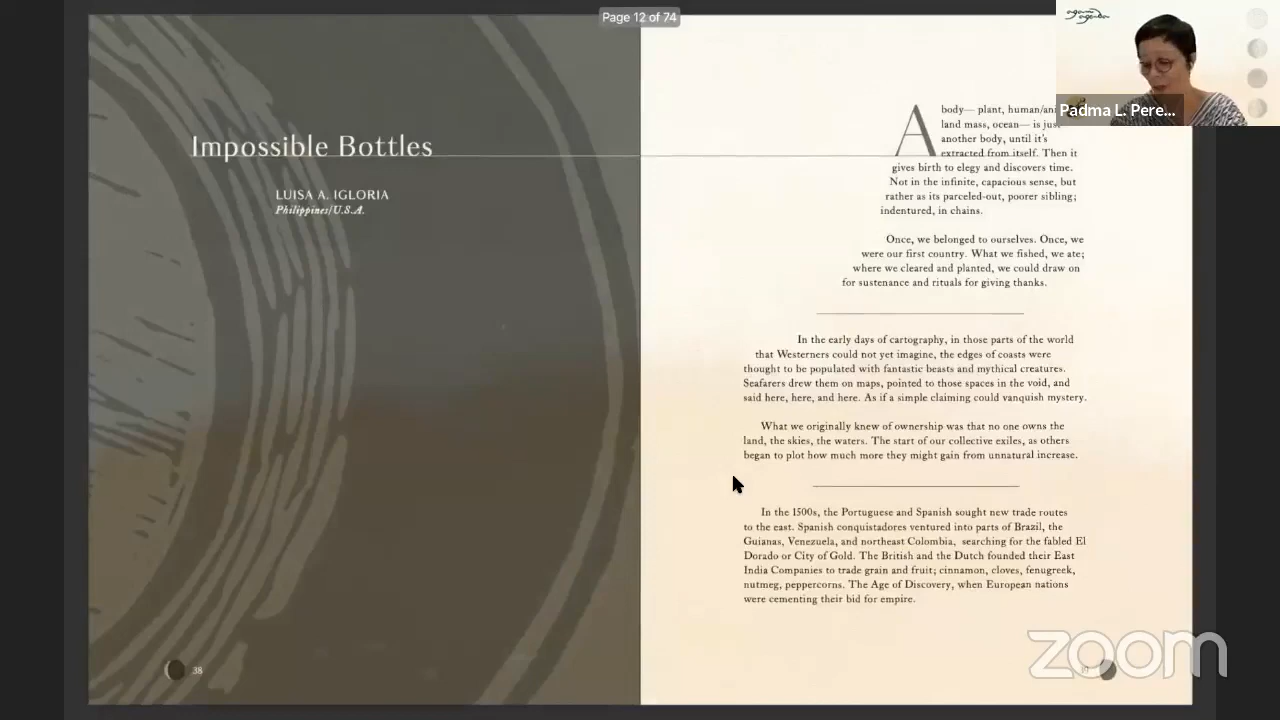 Page 12 of 74
agam agenda
Padma L. Pere...
Impossible Bottles
LUISA A. IGLORIA
Philippines/U.S.A.
A body— plant, human/ani
land mass, ocean— is jus
another body, until it's
extracted from itself. Then it
gives birth to elegy and discovers time.
Not in the infinite, capacious sense, but
rather as its parceled-out, poorer sibling;
indentured, in chains.
Once, we belonged to ourselves. Once, we
were our first country. What we fished, we ate;
where we cleared and planted, we could draw on
for sustenance and rituals for giving thanks.
In the early days of cartography, in those parts of the world
that Westerners could not yet imagine, the edges of coasts were
thought to be populated with fantastic beasts and mythical creatures.
Seafarers drew them on maps, pointed to those spaces in the void, and
said here, here, and here. As if a simple claiming could vanquish mystery.
What we originally knew of ownership was that no one owns the
land, the skies, the waters. The start of our collective exiles, as others
began to plot how much more they might gain from unnatural increase.
In the 1500s, the Portuguese and Spanish sought new trade routes
to the east. Spanish conquistadores ventured into parts of Brazil, the
Guianas, Venezuela, and northeast Colombia, searching for the fabled El
Dorado or City of Gold. The British and the Dutch founded their East
India Companies to trade grain and fruit; cinnamon, cloves, fenugreek,
nutmeg, peppercorns. The Age of Discovery, when European nations
were cementing their bid for empire.
38
zoom